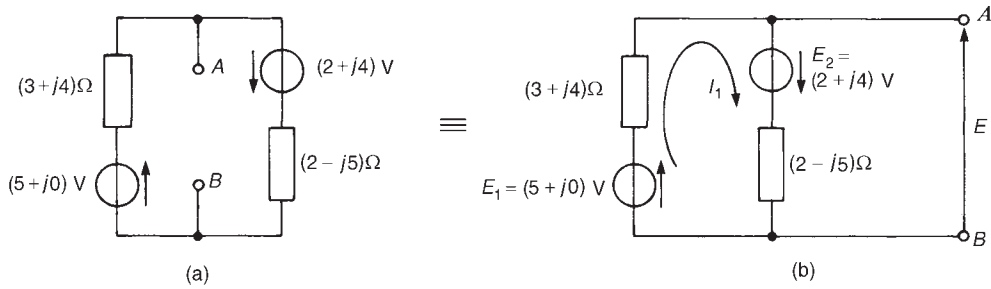 (3+j4)Ω
A
(2+j4) V
(5+j0) V
B
(2−j5)Ω
(a)
≡
A
(3+j4)Ω
I₁
E₂=
(2+j4) V
E
E₁=(5+j0) V
(2−j5)Ω
B
(b)